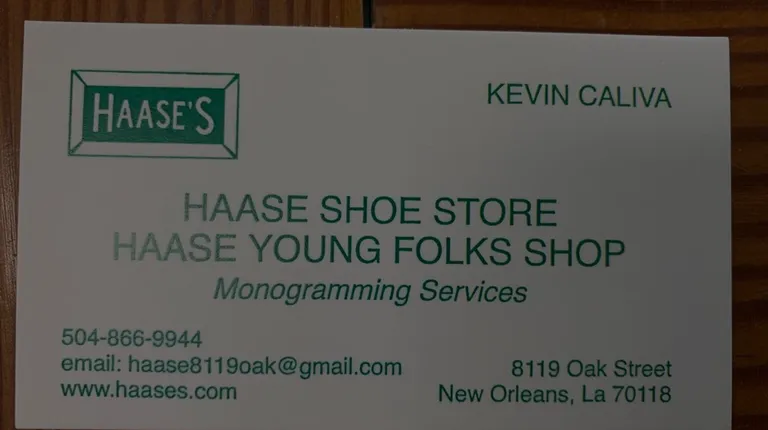 HAASE'S
KEVIN CALIVA
HAASE SHOE STORE
HAASE YOUNG FOLKS SHOP
Monogramming Services
504-866-9944
email: haase8119oak@gmail.com
www.haases.com
8119 Oak Street
New Orleans, La 70118